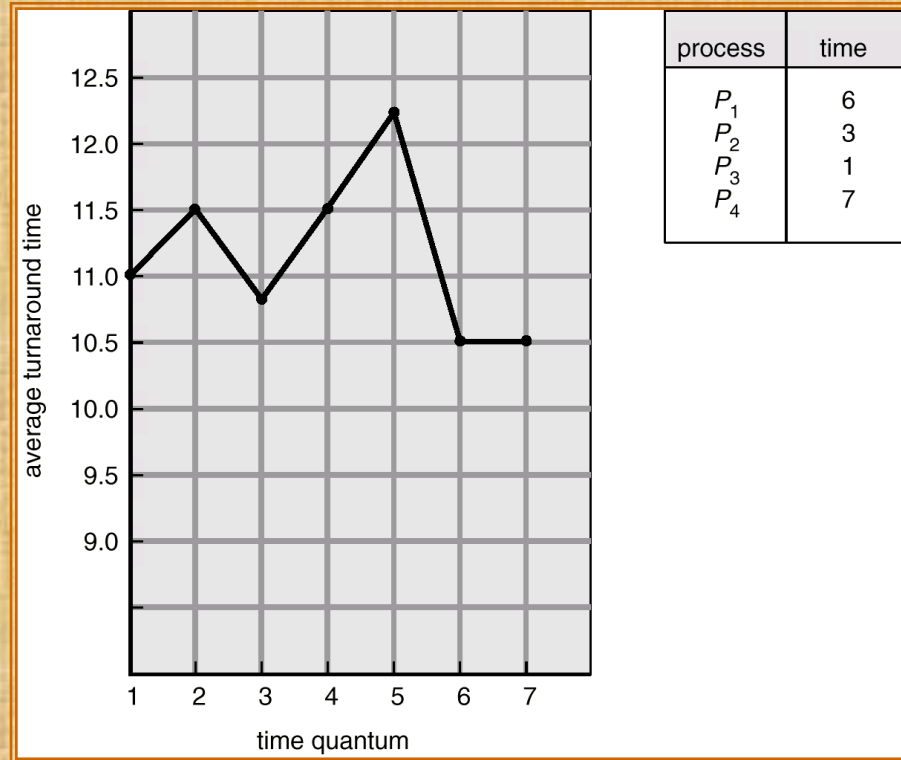 12.5
12.0
11.5
11.0
10.5
10.0
9.5
9.0
average turnaround time
1 2 3 4 5 6 7
time quantum
process time
P1 6
P2 3
P3 1
P4 7